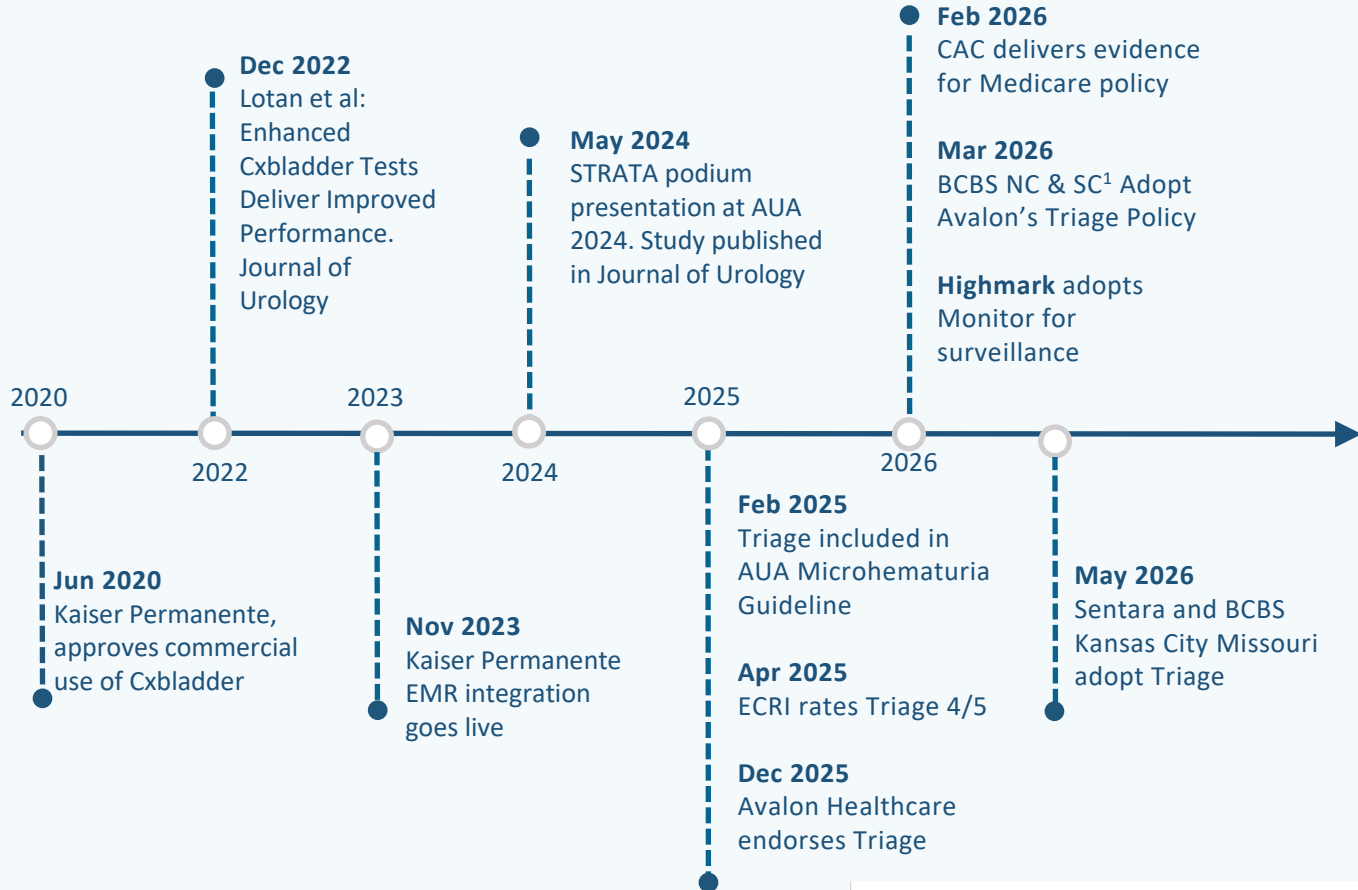 Feb 2026
CAC delivers evidence
for Medicare policy
Mar 2026
BCBS NC & SC¹ Adopt
Avalon’s Triage Policy
Highmark adopts
Monitor for
surveillance
Dec 2022
Lotan et al:
Enhanced
Cxbladder Tests
Deliver Improved
Performance.
Journal of
Urology
May 2024
STRATA podium
presentation at AUA
2024. Study published
in Journal of Urology
2020
2022
2023
2024
2025
2026
Jun 2020
Kaiser Permanente,
approves commercial
use of Cxbladder
Nov 2023
Kaiser Permanente
EMR integration
goes live
Feb 2025
Triage included in
AUA Microhematuria
Guideline
Apr 2025
ECRI rates Triage 4/5
Dec 2025
Avalon Healthcare
endorses Triage
May 2026
Sentara and BCBS
Kansas City Missouri
adopt Triage